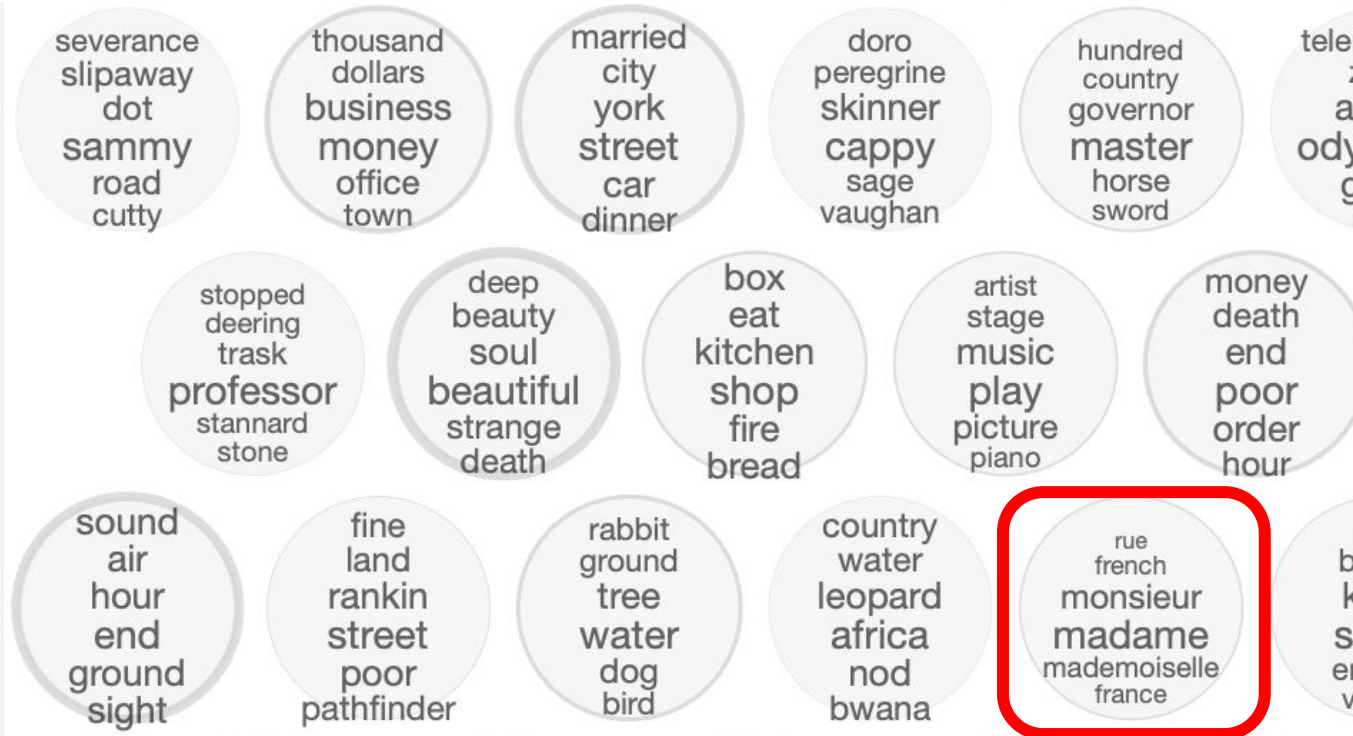 severance
slipaway
dot
sammy
road
cutty
thousand
dollars
business
money
office
town
married
city
york
street
car
dinner
doro
peregrine
skinner
cappy
sage
vaughan
hundred
country
governor
master
horse
sword
stopped
deering
trask
professor
stannard
stone
deep
beauty
soul
beautiful
strange
death
box
eat
kitchen
shop
fire
bread
artist
stage
music
play
picture
piano
money
death
end
poor
order
hour
sound
air
hour
end
ground
sight
fine
land
rankin
street
poor
pathfinder
rabbit
ground
tree
water
dog
bird
country
water
leopard
africa
nod
bwana
rue
french
monsieur
madame
mademoiselle
france